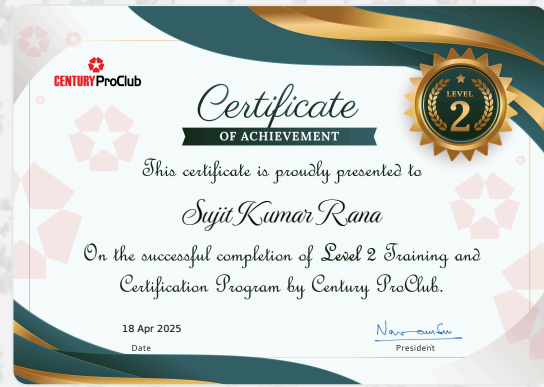 CENTURY ProClub
LEVEL
2
Certificate
OF ACHIEVEMENT
This certificate is proudly presented to
Sujit Kumar Rana
On the successful completion of Level 2 Training and
Certification Program by Century ProClub.
18 Apr 2025
Date
President